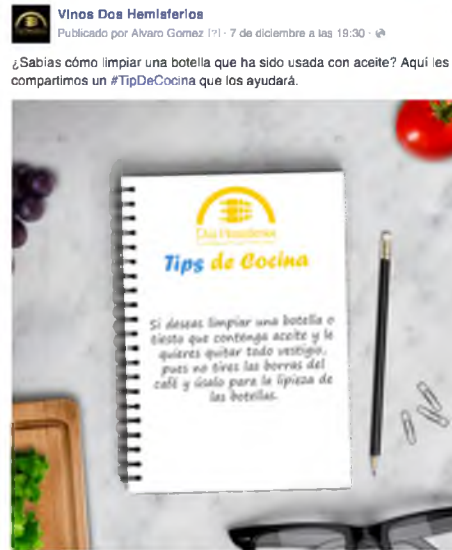 Vinos Dos Hemisferios
Publicado por Alvaro Gomez [?] · 7 de diciembre a las 19:30 ·
¿Sabías cómo limpiar una botella que ha sido usada con aceite? Aquí les
compartimos un #TipDeCocina que los ayudará.
Dos Hemisferios
Tips de Cocina
Si deseas limpiar una botella o
tiesto que contenga aceite y le
quieres quitar todo vestigio,
pues no tires las borras del
café y úsalo para la lipieza de
las botellas.